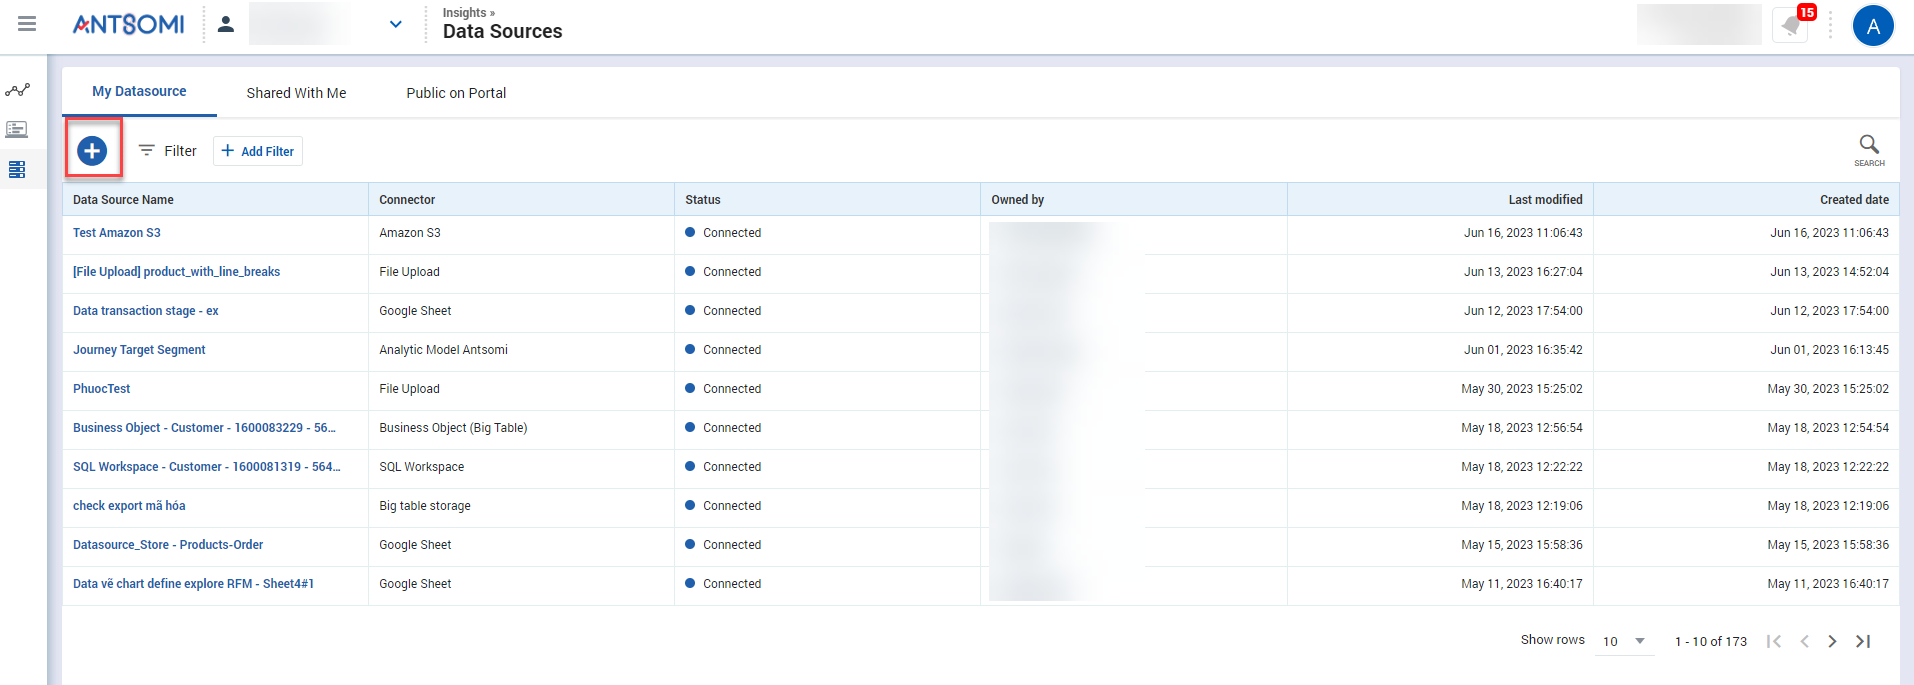 ANTSOMI
Insights »
Data Sources
15
A
My Datasource
Shared With Me
Public on Portal
Filter
Add Filter
SEARCH
Data Source Name Connector Status Owned by Last modified Created date
Test Amazon S3 Amazon S3 Connected Jun 16, 2023 11:06:43 Jun 16, 2023 11:06:43
[File Upload] product_with_line_breaks File Upload Connected Jun 13, 2023 16:27:04 Jun 13, 2023 14:52:04
Data transaction stage - ex Google Sheet Connected Jun 12, 2023 17:54:00 Jun 12, 2023 17:54:00
Journey Target Segment Analytic Model Antsomi Connected Jun 01, 2023 16:35:42 Jun 01, 2023 16:13:45
PhuocTest File Upload Connected May 30, 2023 15:25:02 May 30, 2023 15:25:02
Business Object - Customer - 1600083229 - 56... Business Object (Big Table) Connected May 18, 2023 12:56:54 May 18, 2023 12:54:54
SQL Workspace - Customer - 1600081319 - 564... SQL Workspace Connected May 18, 2023 12:22:22 May 18, 2023 12:22:22
check export mã hóa Big table storage Connected May 18, 2023 12:19:06 May 18, 2023 12:19:06
Datasource_Store - Products-Order Google Sheet Connected May 15, 2023 15:58:36 May 15, 2023 15:58:36
Data vẽ chart define explore RFM - Sheet4#1 Google Sheet Connected May 11, 2023 16:40:17 May 11, 2023 16:40:17
Show rows 10 1 - 10 of 173